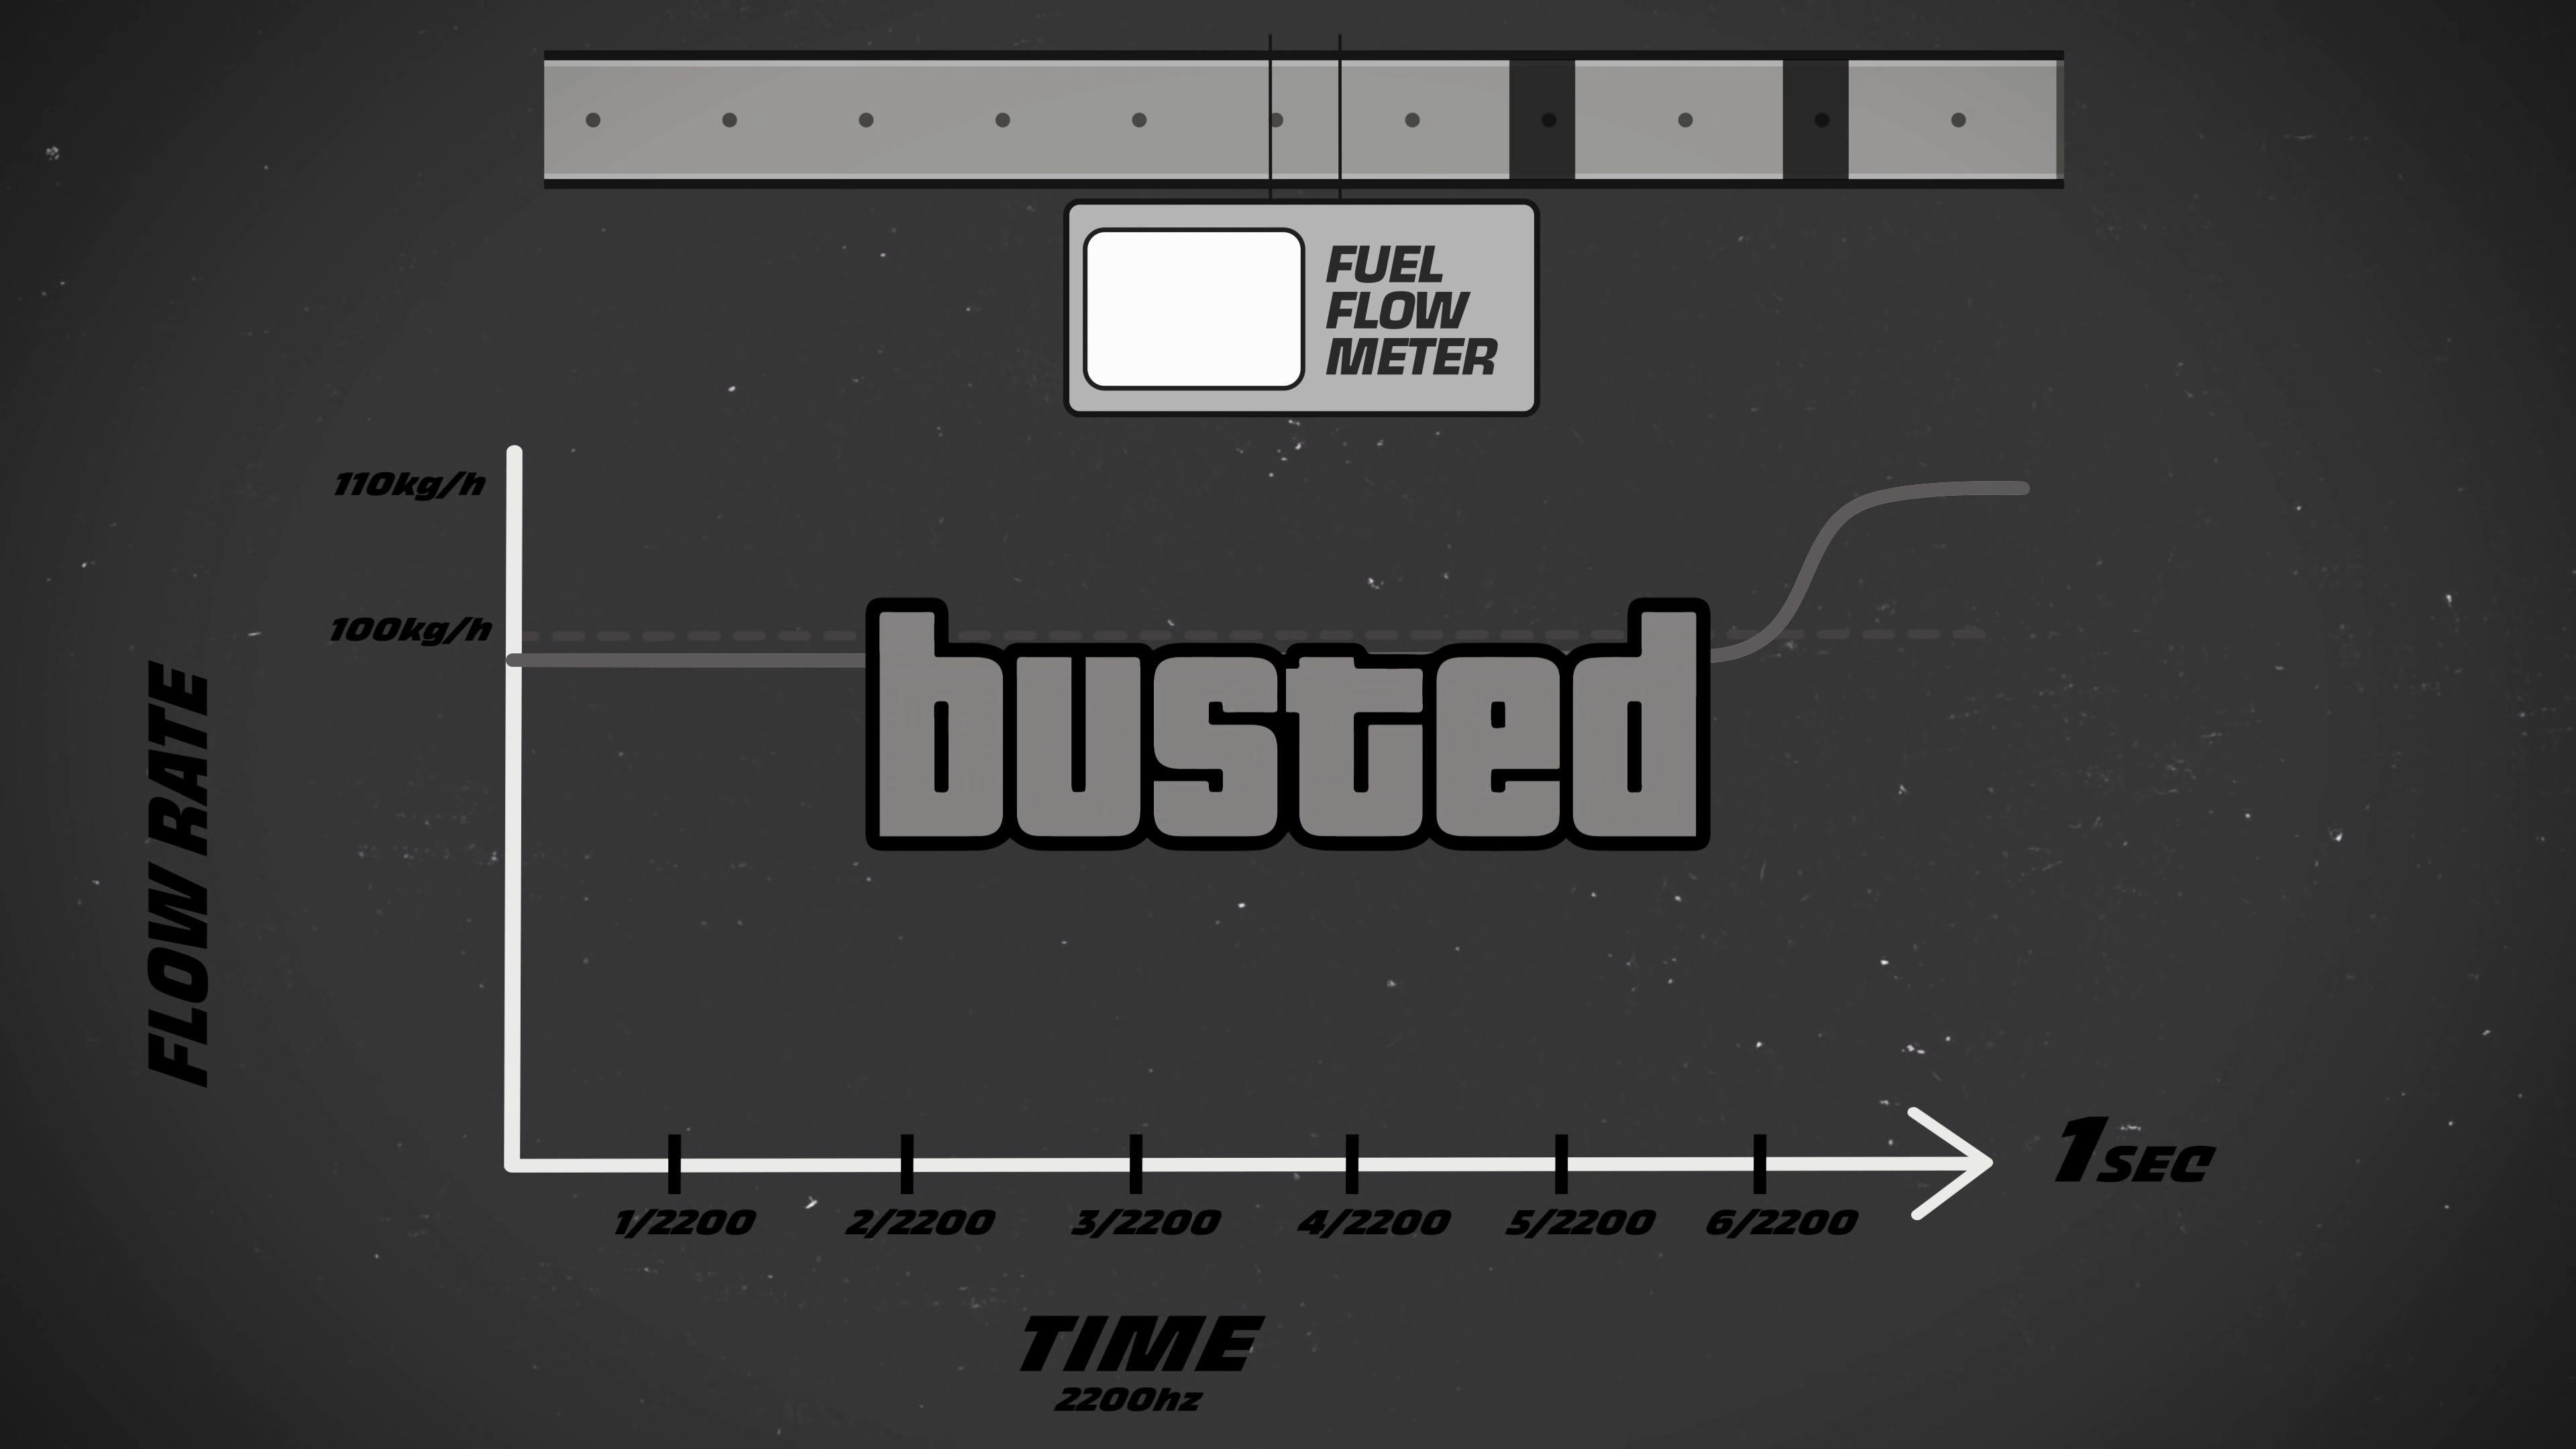 FUEL
FLOW
METER
110kg/h
100kg/h
FLOW RATE
busted
1SEC
1/2200 2/2200 3/2200 4/2200 5/2200 6/2200
TIME
2200hz